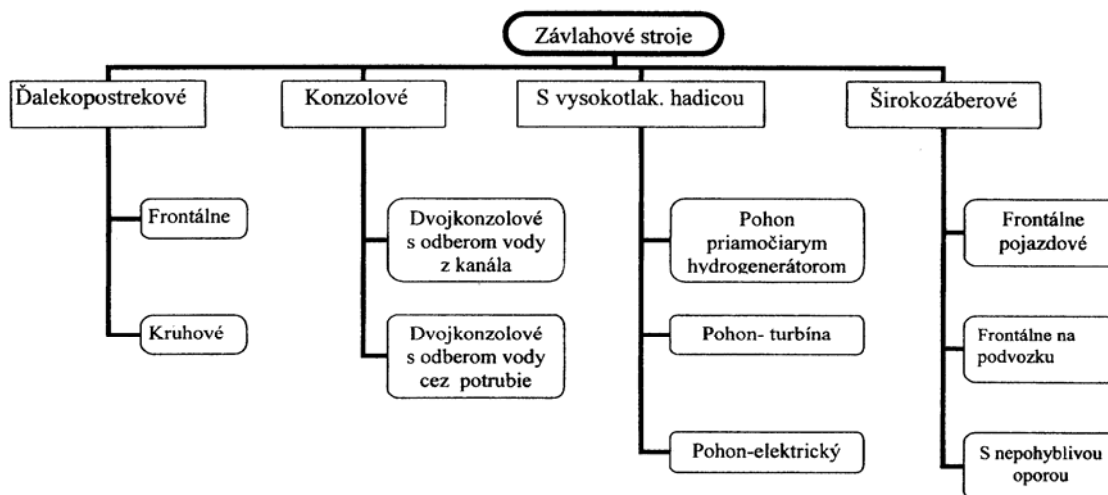 Závlahové stroje
Ďalekopostrekové
Konzolové
S vysokotlak. hadicou
Širokozáberové
Frontálne
Kruhové
Dvojkonzolové
s odberom vody
z kanála
Dvojkonzolové
s odberom vody
cez potrubie
Pohon
priamočiarym
hydrogenerátorom
Pohon- turbína
Pohon-elektrický
Frontálne
pojazdové
Frontálne na
podvozku
S nepohyblivou
oporou